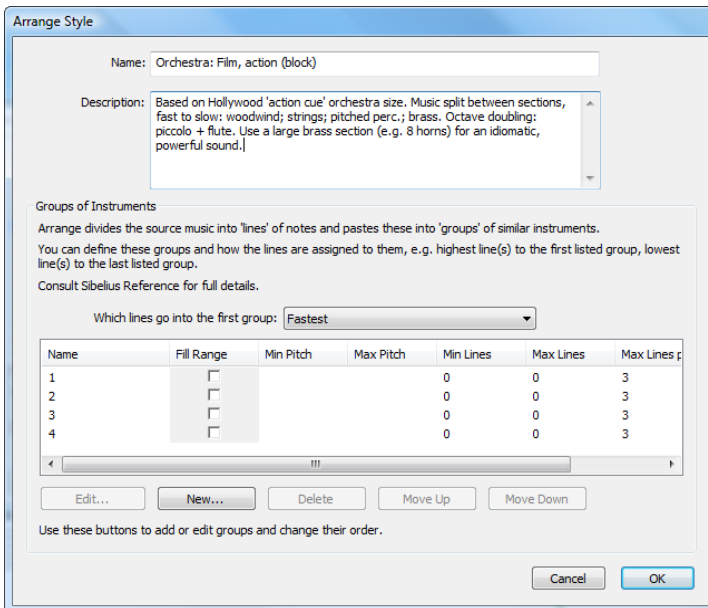 Arrange Style
Name: Orchestra: Film, action (block)
Description: Based on Hollywood 'action cue' orchestra size. Music split between sections,
fast to slow: woodwind; strings; pitched perc.; brass. Octave doubling:
piccolo + flute. Use a large brass section (e.g. 8 horns) for an idiomatic,
powerful sound.
Groups of Instruments
Arrange divides the source music into 'lines' of notes and pastes these into 'groups' of similar instruments.
You can define these groups and how the lines are assigned to them, e.g. highest line(s) to the first listed group, lowest
line(s) to the last listed group.
Consult Sibelius Reference for full details.
Which lines go into the first group: Fastest
Name Fill Range Min Pitch Max Pitch Min Lines Max Lines Max Lines p
1 0 0 3
2 0 0 3
3 0 0 3
4 0 0 3
Edit... New... Delete Move Up Move Down
Use these buttons to add or edit groups and change their order.
Cancel OK